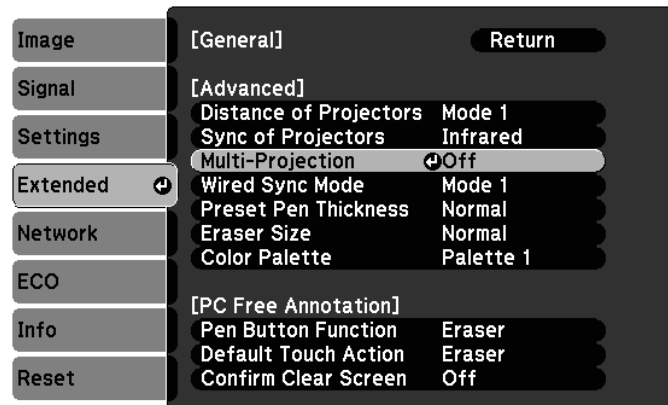 Image
Signal
Settings
Extended
Network
ECO
Info
Reset
[General] Return
[Advanced]
Distance of Projectors Mode 1
Sync of Projectors Infrared
Multi-Projection Off
Wired Sync Mode Mode 1
Preset Pen Thickness Normal
Eraser Size Normal
Color Palette Palette 1
[PC Free Annotation]
Pen Button Function Eraser
Default Touch Action Eraser
Confirm Clear Screen Off